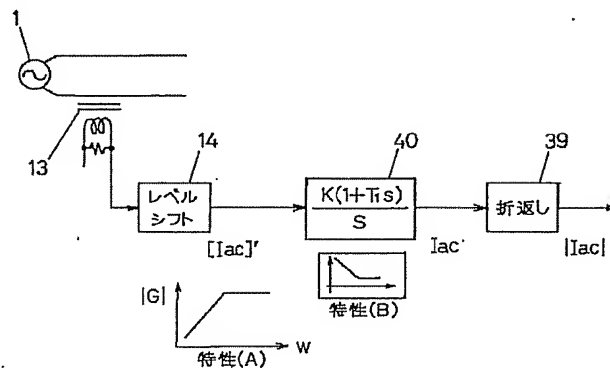 1
13
14
レベル
シフト
[Iac]′
40
K(1+T₁s)
S
Iac
39
折返し
|Iac|
|G|
特性(A)
W
特性(B)